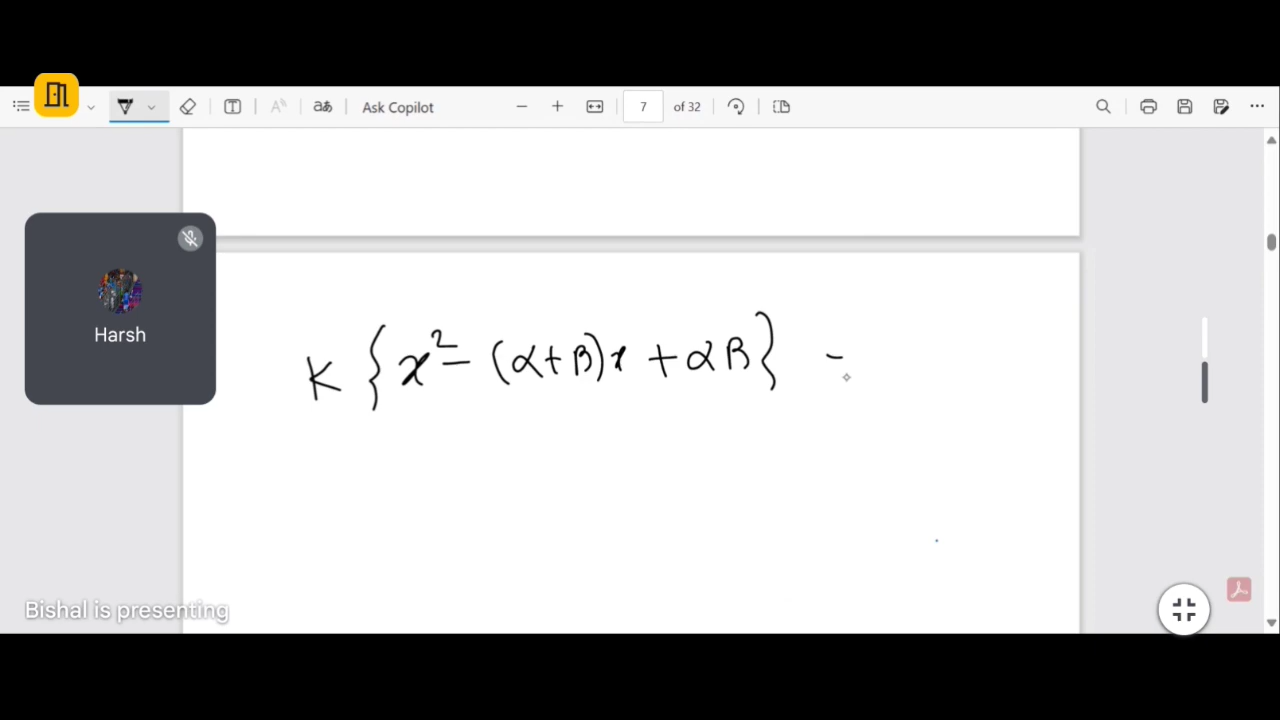 Ask Copilot
7 of 32
Harsh
K { x² - (α+β)x + αβ } -
Bishal is presenting